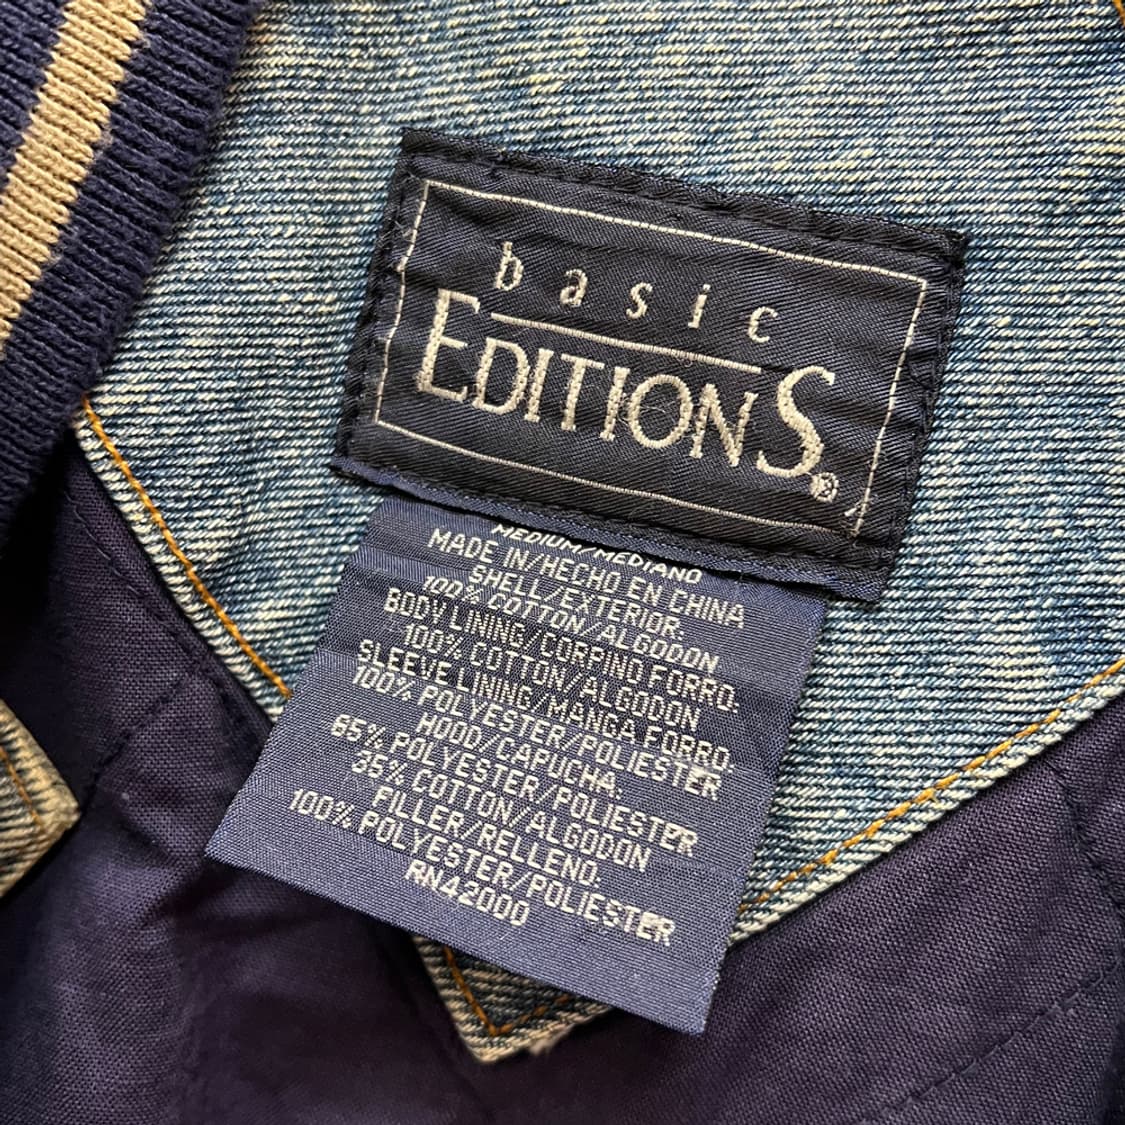 basic
EDITIONS®
MEDIUM/MEDIANO
MADE IN/HECHO EN CHINA
SHELL/EXTERIOR.
100% COTTON/ALGODON
BODY LINING/CORPINO FORRO.
100% COTTON/ALGODON
SLEEVE LINING/MANGA FORRO.
100% POLYESTER/POLIESTER
HOOD/CAPUCHA.
65% POLYESTER/POLIESTER
35% COTTON/ALGODON
FILLER/RELLENO.
100% POLYESTER/POLIESTER
RN42000